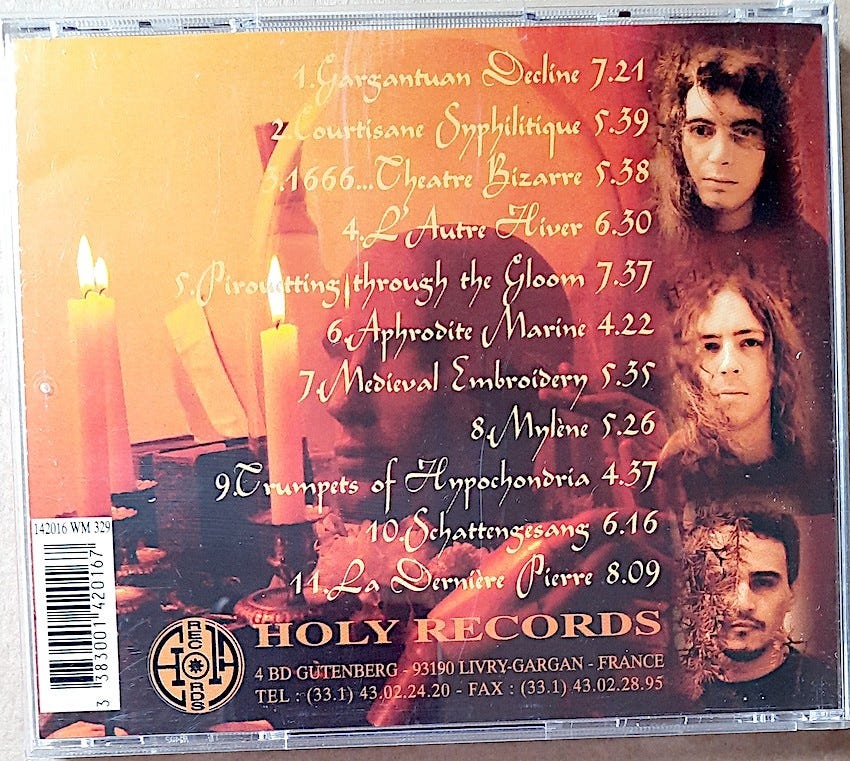 1.Gargantuan Decline 7.21
2.Courtisane Syphilitique 5.39
3.1666...Theatre Bizarre 5.38
4.L'Autre Hiver 6.30
5.Pirouetting through the Gloom 7.37
6.Aphrodite Marine 4.22
7.Medieval Embroidery 5.35
8.Mylène 5.26
9.Trumpets of Hypochondria 4.37
10.Schattengesang 6.16
11.La Dernière Pierre 8.09
142016 WM 329
3 383001 420167
REC
H H
ORDS
HOLY RECORDS
4 BD GUTENBERG - 93190 LIVRY-GARGAN - FRANCE
TEL : (33.1) 43.02.24.20 - FAX : (33.1) 43.02.28.95